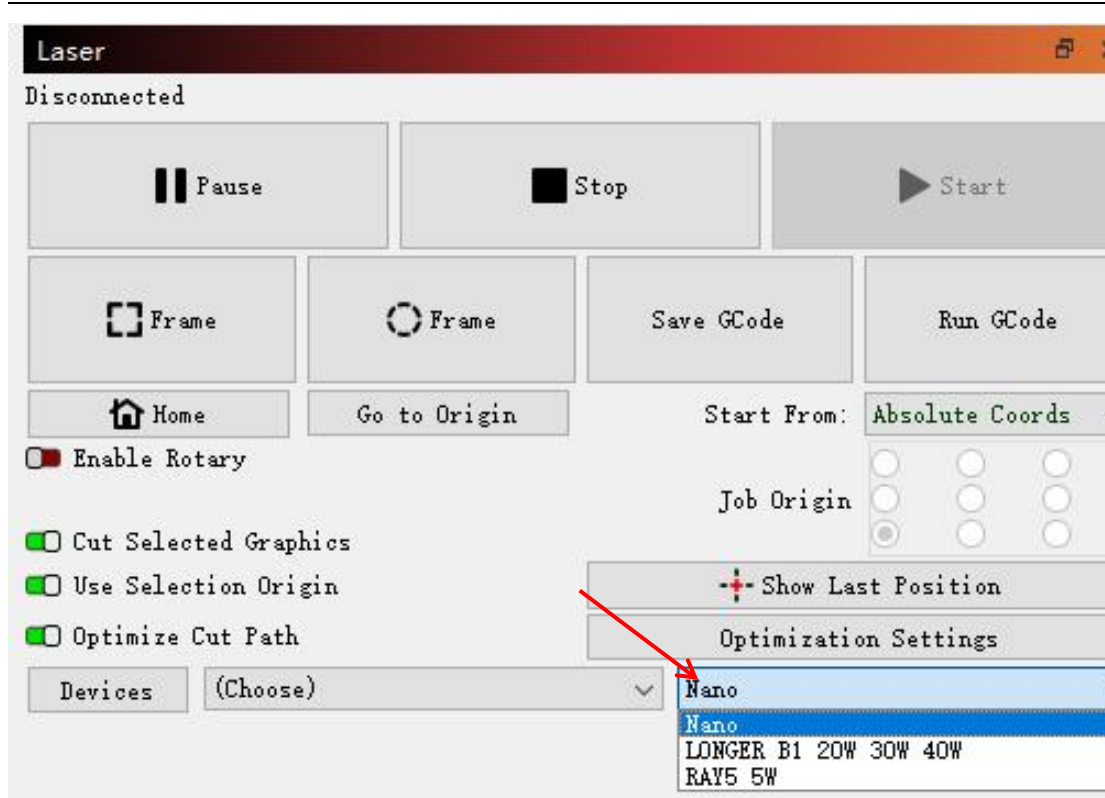 Laser
Disconnected
Pause Stop Start
Frame Frame Save GCode Run GCode
Home Go to Origin Start From: Absolute Coords
Enable Rotary
Job Origin
Cut Selected Graphics
Use Selection Origin Show Last Position
Optimize Cut Path Optimization Settings
Devices (Choose) Nano
Nano
LONGER B1 20W 30W 40W
RAY5 5W